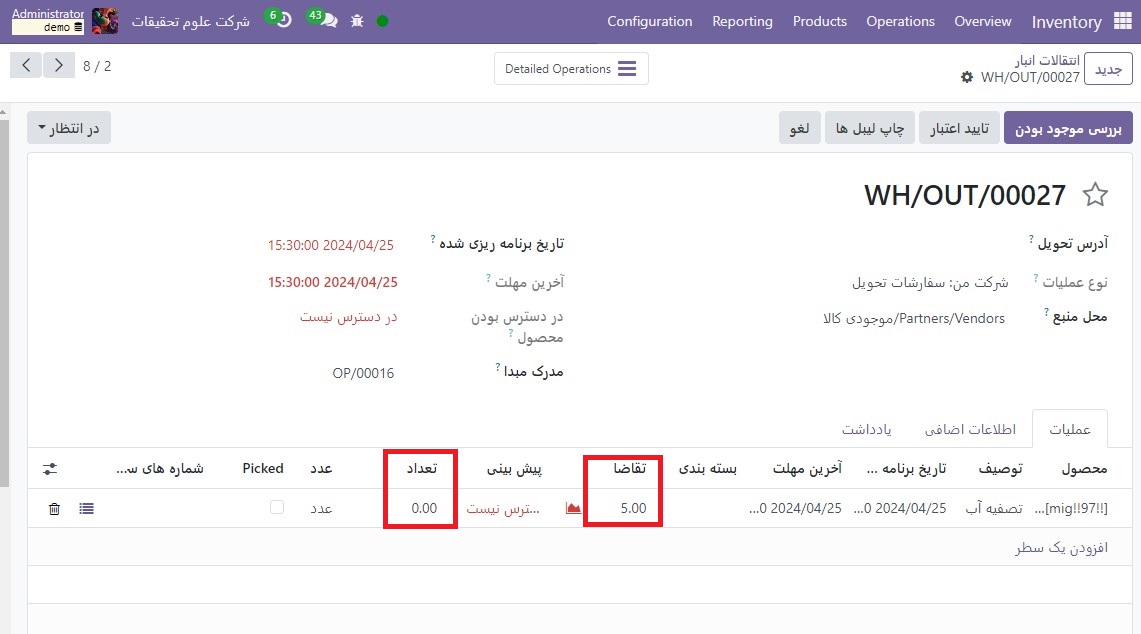 Inventory Overview Operations Products Reporting Configuration
43 6 شرکت علوم تحقیقات Administrator
demo
جدید انتقالات انبار
WH/OUT/00027
Detailed Operations
8 / 2
بررسی موجود بودن تایید اعتبار چاپ لیبل ها لغو در انتظار
WH/OUT/00027
آدرس تحویل ?
نوع عملیات ? شرکت من: سفارشات تحویل
محل منبع ? Partners/Vendors/موجودی کالا
تاریخ برنامه ریزی شده ? 2024/04/25 15:30:00
آخرین مهلت ? 2024/04/25 15:30:00
در دسترس بودن محصول ? در دسترس نیست
مدرک مبدا ? OP/00016
عملیات اطلاعات اضافی یادداشت
محصول توصیف تاریخ برنامه ... آخرین مهلت بسته بندی تقاضا پیش بینی تعداد عدد Picked شماره های س...
[mig!!97!!]... تصفیه آب 2024/04/25 0... 2024/04/25 0... 5.00 ...ترس نیست 0.00 عدد
افزودن یک سطر